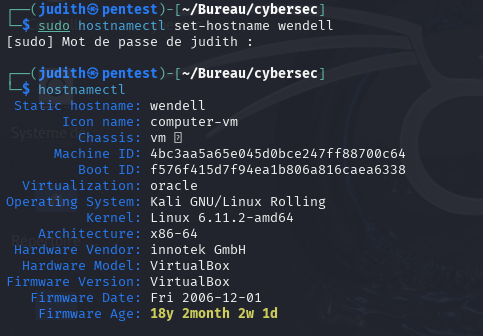 ┌──(judith㉿pentest)-[~/Bureau/cybersec]
└─$ sudo hostnamectl set-hostname wendell
[sudo] Mot de passe de judith :
┌──(judith㉿pentest)-[~/Bureau/cybersec]
└─$ hostnamectl
Static hostname: wendell
Icon name: computer-vm
Chassis: vm
Machine ID: 4bc3aa5a65e045d0bce247ff88700c64
Boot ID: f576f415d7f94ea1b806a816caea6338
Virtualization: oracle
Operating System: Kali GNU/Linux Rolling
Kernel: Linux 6.11.2-amd64
Architecture: x86-64
Hardware Vendor: innotek GmbH
Hardware Model: VirtualBox
Firmware Version: VirtualBox
Firmware Date: Fri 2006-12-01
Firmware Age: 18y 2month 2w 1d